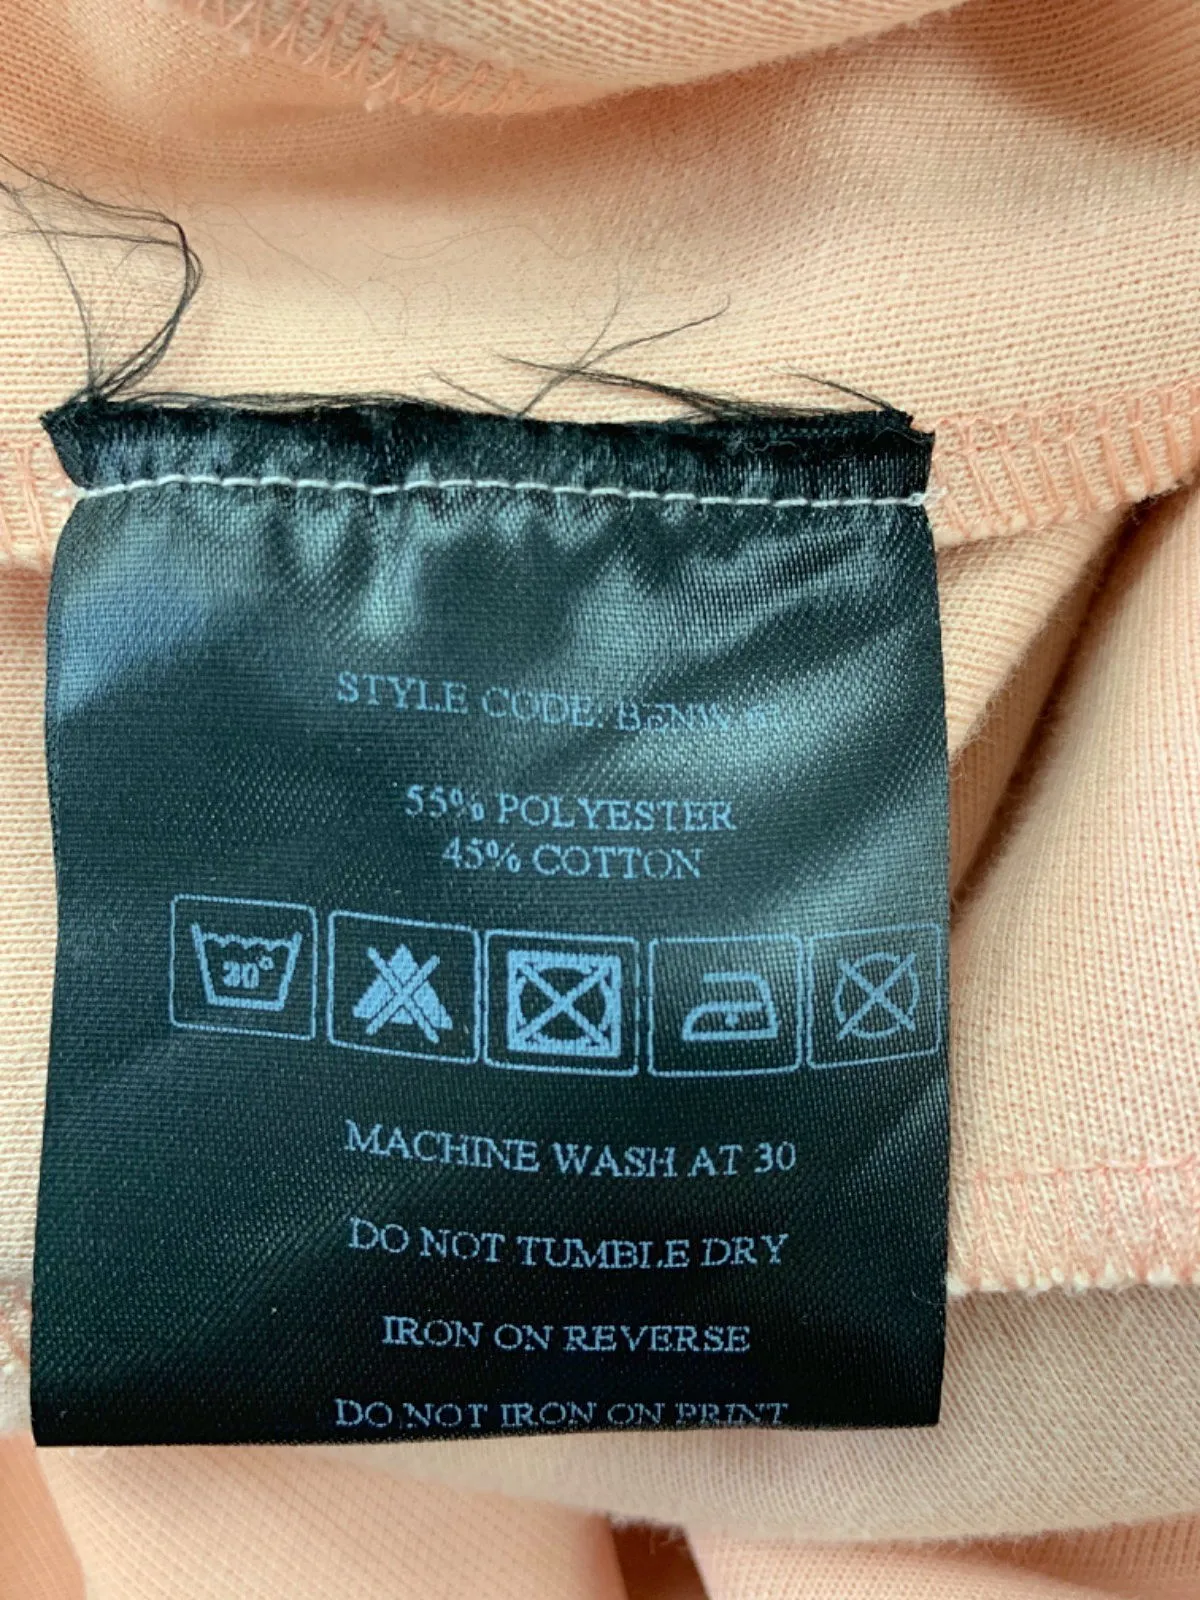 STYLE CODE:
55% POLYESTER
45% COTTON
30°
MACHINE WASH AT 30
DO NOT TUMBLE DRY
IRON ON REVERSE
DO NOT IRON ON PRINT